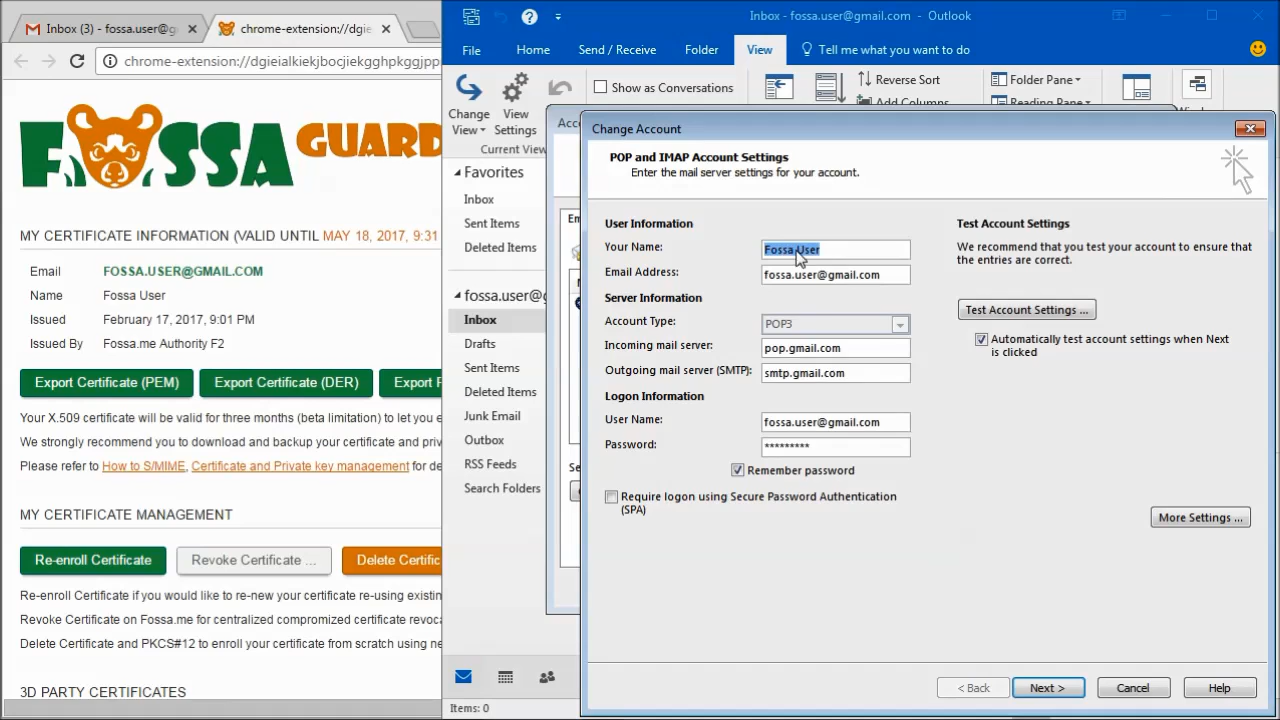 Inbox (3) - fossa.user@g
chrome-extension://dgie
chrome-extension://dgieialkiekjbocjiekgghpkggjpp
FOSSA GUARD
MY CERTIFICATE INFORMATION (VALID UNTIL MAY 18, 2017, 9:31
Email FOSSA.USER@GMAIL.COM
Name Fossa User
Issued February 17, 2017, 9:01 PM
Issued By Fossa.me Authority F2
Export Certificate (PEM) Export Certificate (DER) Export
Your X.509 certificate will be valid for three months (beta limitation) to let you e
We strongly recommend you to download and backup your certificate and priv
Please refer to How to S/MIME, Certificate and Private key management for de
MY CERTIFICATE MANAGEMENT
Re-enroll Certificate Revoke Certificate ... Delete Certific
Re-enroll Certificate if you would like to re-new your certificate re-using existing
Revoke Certificate on Fossa.me for centralized compromized certificate revoca
Delete Certificate and PKCS#12 to enroll your certificate from scratch using ne
3D PARTY CERTIFICATES
Inbox - fossa.user@gmail.com - Outlook
File Home Send / Receive Folder View Tell me what you want to do
Change View
View Settings
Show as Conversations
Reverse Sort
Add Columns
Folder Pane
Reading Pane
Current View
Favorites
Inbox
Sent Items
Deleted Items
fossa.user@g
Inbox
Drafts
Sent Items
Deleted Items
Junk Email
Outbox
RSS Feeds
Search Folders
Items: 0
Acc
Em
Se
Change Account
POP and IMAP Account Settings
Enter the mail server settings for your account.
User Information
Your Name: Fossa User
Email Address: fossa.user@gmail.com
Server Information
Account Type: POP3
Incoming mail server: pop.gmail.com
Outgoing mail server (SMTP): smtp.gmail.com
Logon Information
User Name: fossa.user@gmail.com
Password: *********
Remember password
Require logon using Secure Password Authentication
(SPA)
Test Account Settings
We recommend that you test your account to ensure that
the entries are correct.
Test Account Settings ...
Automatically test account settings when Next
is clicked
More Settings ...
< Back Next > Cancel Help